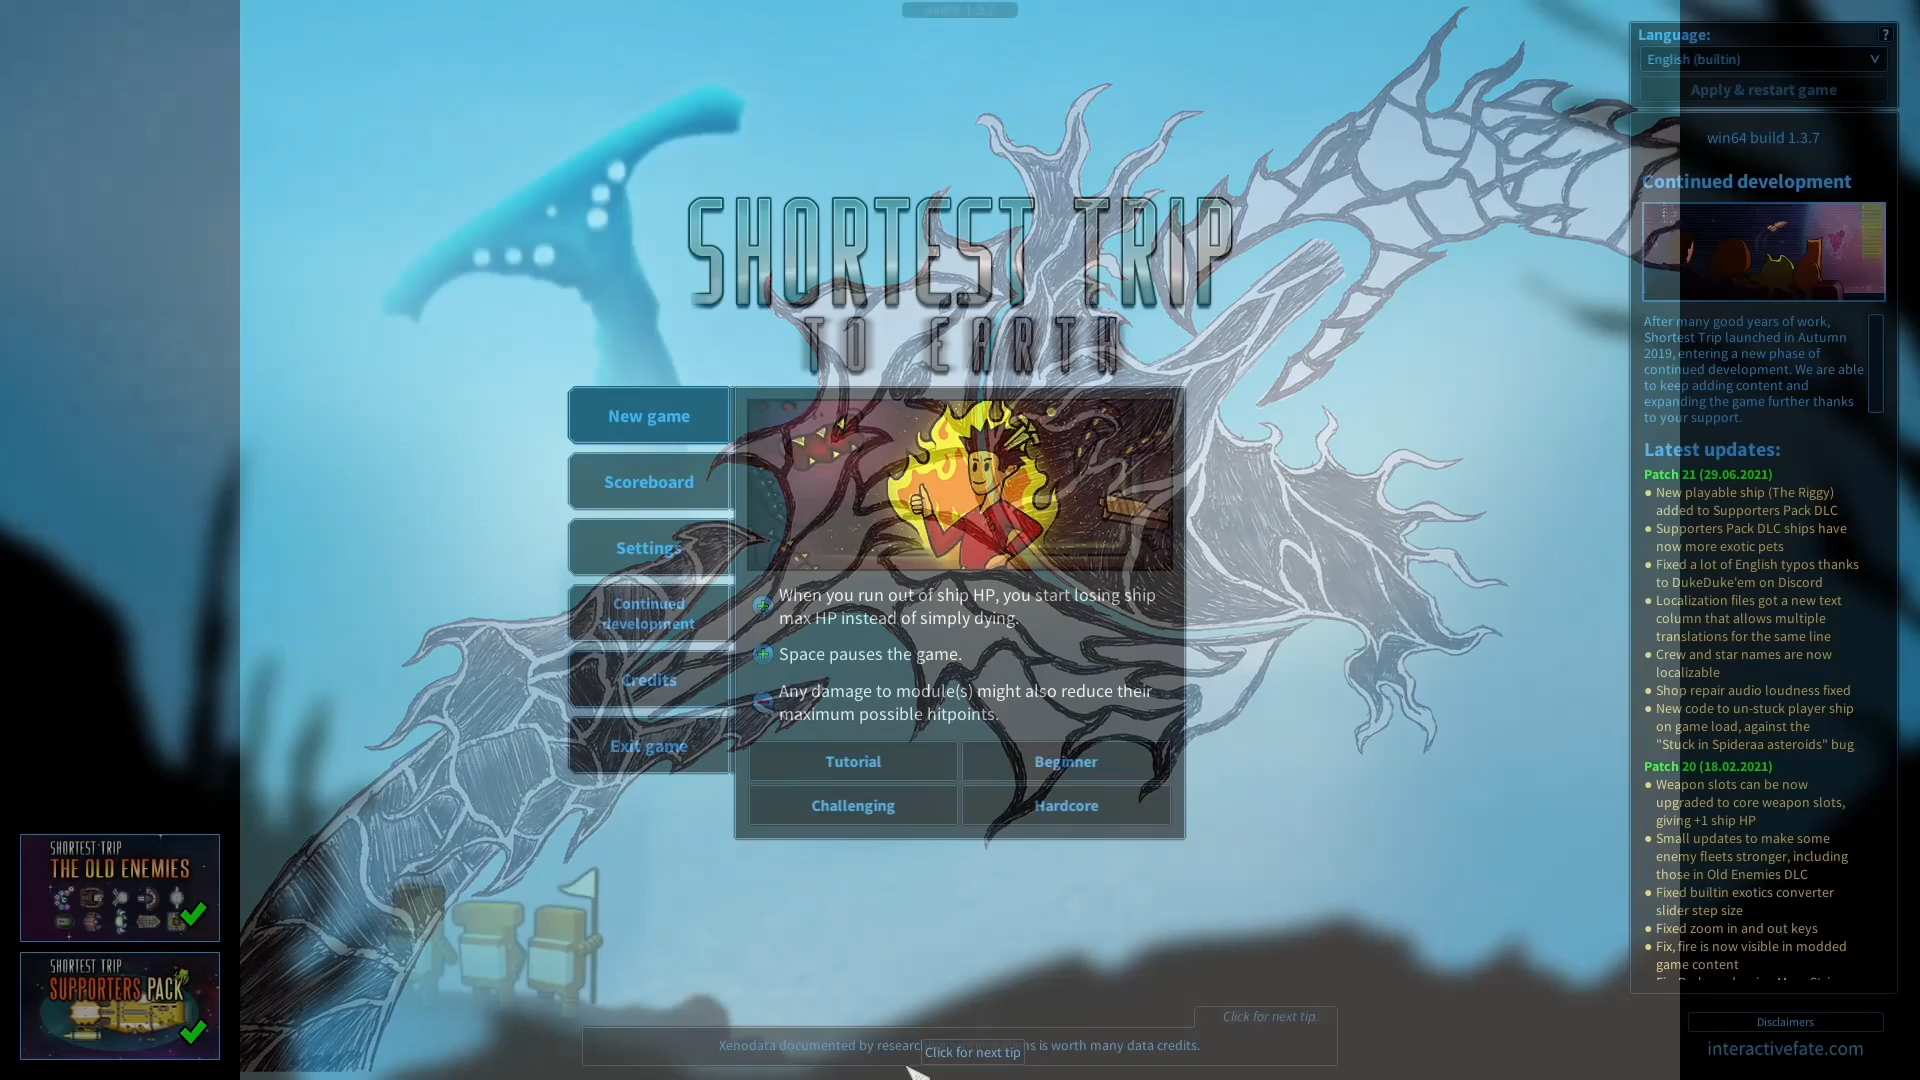 win64 1.3.7
SHORTEST TRIP
TO EARTH
New game
Scoreboard
Settings
Continued
development
Credits
Exit game
When you run out of ship HP, you start losing ship
max HP instead of simply dying.
Space pauses the game.
Any damage to module(s) might also reduce their
maximum possible hitpoints.
Tutorial
Beginner
Challenging
Hardcore
SHORTEST TRIP
THE OLD ENEMIES
SHORTEST TRIP
SUPPORTERS PACK
Click for next tip.
Xenodata documented by is worth many data credits.
Click for next tip
Language:
?
English (builtin)
V
Apply & restart game
win64 build 1.3.7
Continued development
After many good years of work,
Shortest Trip launched in Autumn
2019, entering a new phase of
continued development. We are able
to keep adding content and
expanding the game further thanks
to your support.
Latest updates:
Patch 21 (29.06.2021)
● New playable ship (The Riggy)
added to Supporters Pack DLC
● Supporters Pack DLC ships have
now more exotic pets
● Fixed a lot of English typos thanks
to DukeDuke'em on Discord
● Localization files got a new text
column that allows multiple
translations for the same line
● Crew and star names are now
localizable
● Shop repair audio loudness fixed
● New code to un-stuck player ship
on game load, against the
"Stuck in Spideraa asteroids" bug
Patch 20 (18.02.2021)
● Weapon slots can be now
upgraded to core weapon slots,
giving +1 ship HP
● Small updates to make some
enemy fleets stronger, including
those in Old Enemies DLC
● Fixed builtin exotics converter
slider step size
● Fixed zoom in and out keys
● Fix, fire is now visible in modded
game content
Disclaimers
interactivefate.com